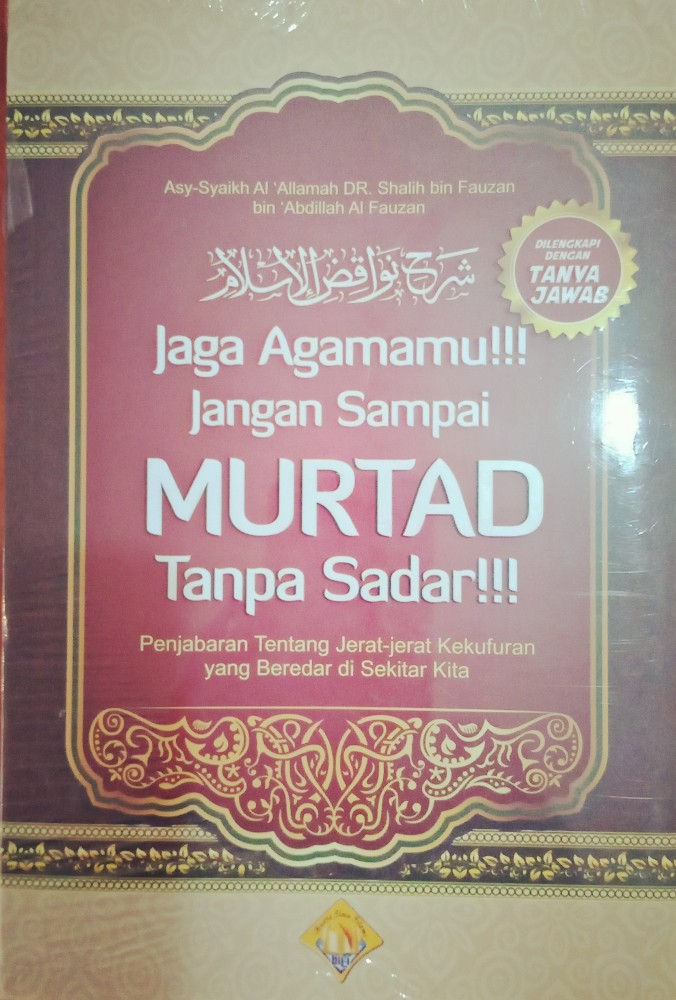 Asy-Syaikh Al 'Allamah DR. Shalih bin Fauzan
bin 'Abdillah Al Fauzan
شرح نواقض الإسلام
DILENGKAPI
DENGAN
TANYA
JAWAB
Jaga Agamamu!!!
Jangan Sampai
MURTAD
Tanpa Sadar!!!
Penjabaran Tentang Jerat-jerat Kekufuran
yang Beredar di Sekitar Kita